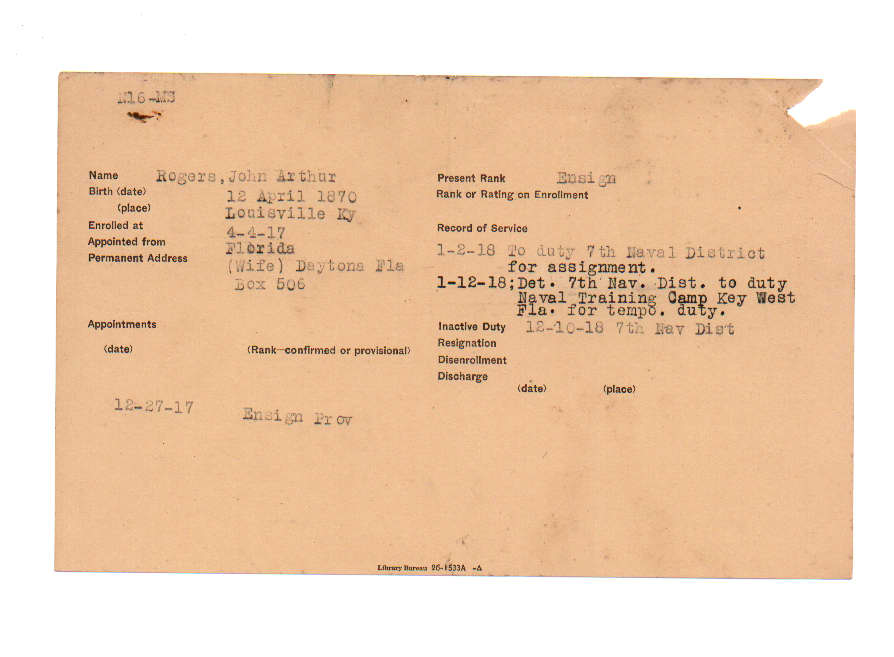 N16-MS
Name Rogers, John Arthur
Birth (date) 12 April 1870
(place) Louisville Ky
Enrolled at 4-4-17
Appointed from Florida
Permanent Address (Wife) Daytona Fla
Box 506
Appointments
(date) (Rank—confirmed or provisional)
12-27-17 Ensign Prov
Present Rank Ensign
Rank or Rating on Enrollment
Record of Service
1-2-18 To duty 7th Naval District
for assignment.
1-12-18;Det. 7th Nav. Dist. to duty
Naval Training Camp Key West
Fla. for tempo. duty.
Inactive Duty 12-10-18 7th Nav Dist
Resignation
Disenrollment
Discharge
(date) (place)
Library Bureau 26-1533A -A